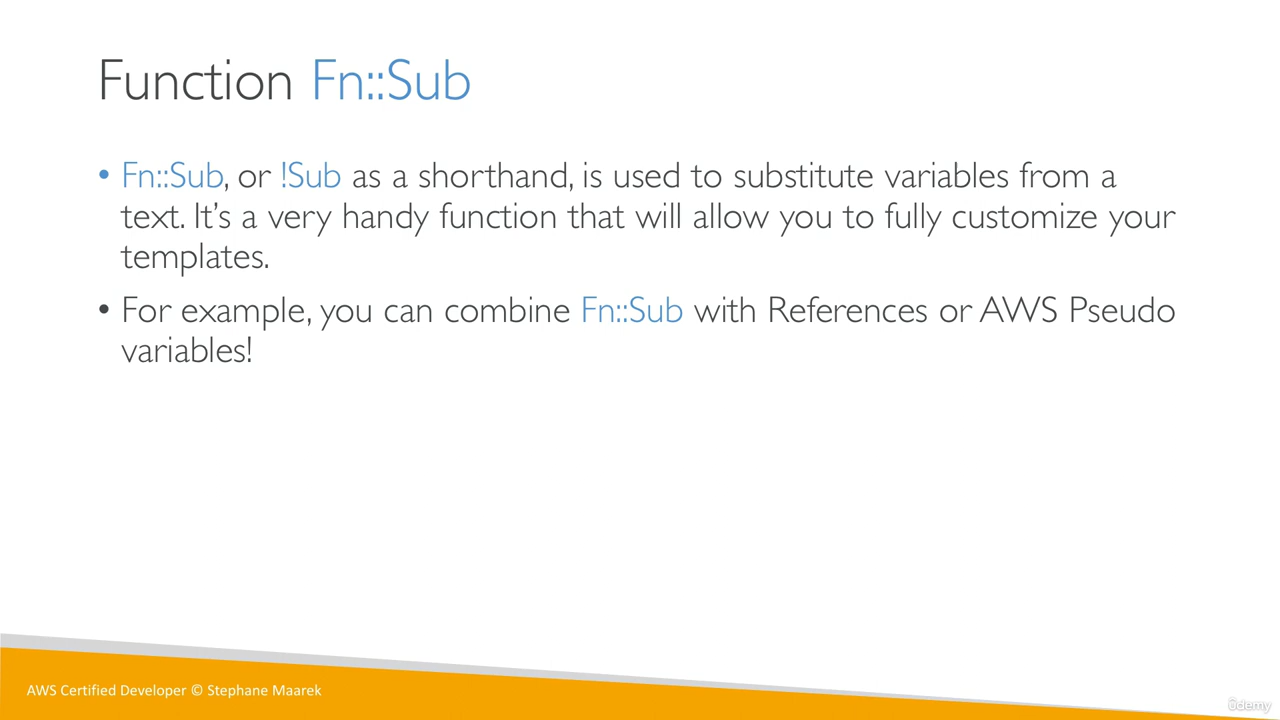 Function Fn::Sub
• Fn::Sub, or !Sub as a shorthand, is used to substitute variables from a
text. It’s a very handy function that will allow you to fully customize your
templates.
• For example, you can combine Fn::Sub with References or AWS Pseudo
variables!
AWS Certified Developer © Stephane Maarek
ûdemy